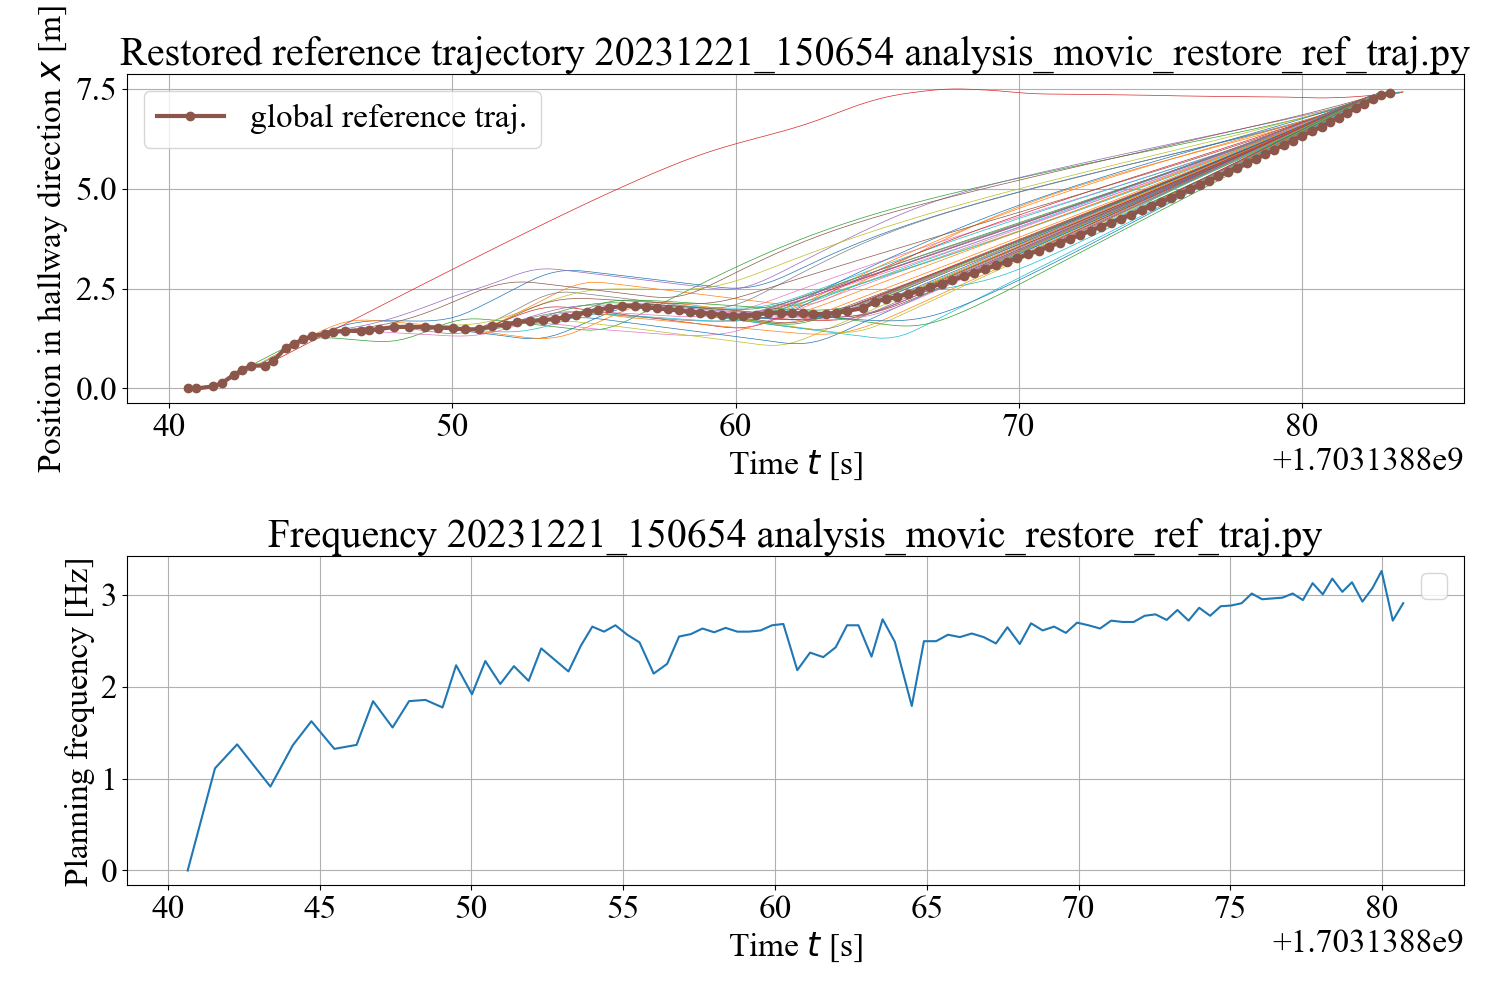 Restored reference trajectory 20231221_150654 analysis_movic_restore_ref_traj.py
Position in hallway direction x [m]
7.5
5.0
2.5
0.0
global reference traj.
40 50 60 70 80
Time t [s]
+1.7031388e9
Frequency 20231221_150654 analysis_movic_restore_ref_traj.py
Planning frequency [Hz]
3
2
1
0
40 45 50 55 60 65 70 75 80
Time t [s]
+1.7031388e9